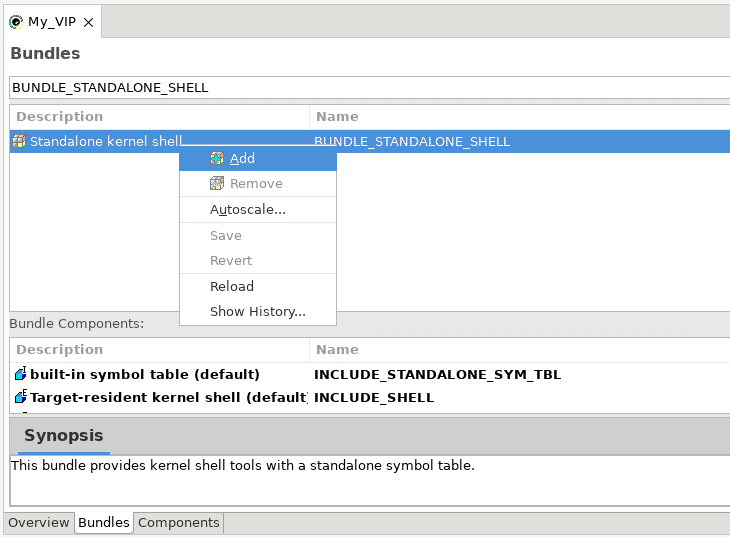 My_VIP
Bundles
BUNDLE_STANDALONE_SHELL
Description Name
Standalone kernel shell BUNDLE_STANDALONE_SHELL
Add
Remove
Autoscale...
Save
Revert
Reload
Show History...
Bundle Components:
Description Name
built-in symbol table (default) INCLUDE_STANDALONE_SYM_TBL
Target-resident kernel shell (default) INCLUDE_SHELL
Synopsis
This bundle provides kernel shell tools with a standalone symbol table.
Overview Bundles Components